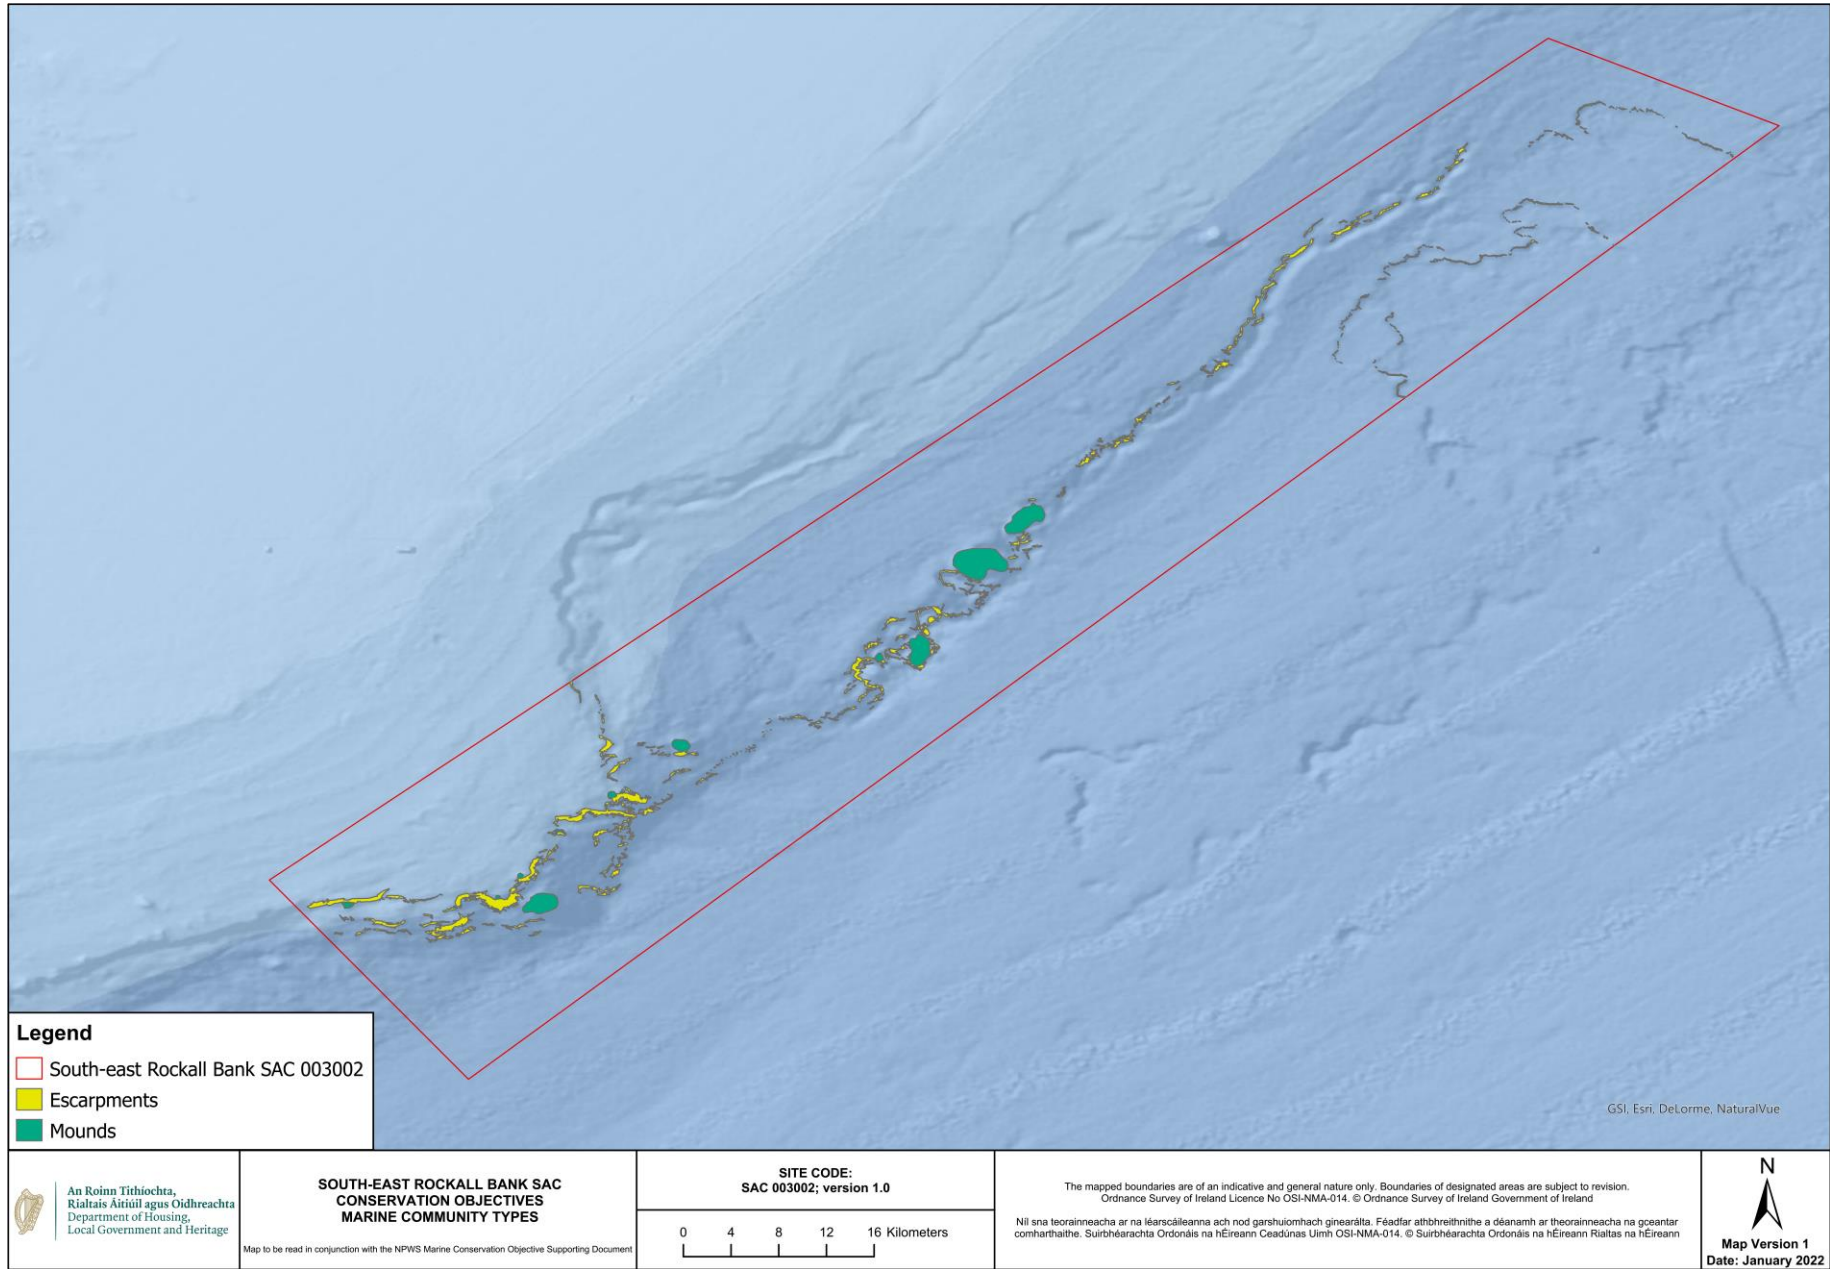 GSI, Esri, DeLorme, NaturalVue
Legend
South-east Rockall Bank SAC 003002
Escarpments
Mounds
An Roinn Tithíochta,
Rialtais Áitiúil agus Oidhreachta
Department of Housing,
Local Government and Heritage
SOUTH-EAST ROCKALL BANK SAC
CONSERVATION OBJECTIVES
MARINE COMMUNITY TYPES
Map to be read in conjunction with the NPWS Marine Conservation Objective Supporting Document
SITE CODE:
SAC 003002; version 1.0
0 4 8 12 16 Kilometers
The mapped boundaries are of an indicative and general nature only. Boundaries of designated areas are subject to revision.
Ordnance Survey of Ireland Licence No OSI-NMA-014. © Ordnance Survey of Ireland Government of Ireland
Níl sna teorainneacha ar na léarscáileanna ach nod garshuiomhach ginearálta. Féadfar athbhreithnithe a déanamh ar theorainneacha na gceantar
comharthaithe. Suirbhéarachta Ordonáis na hÉireann Ceadúnas Uimh OSI-NMA-014. © Suirbhéarachta Ordonáis na hÉireann Rialtas na hÉireann
N
Map Version 1
Date: January 2022